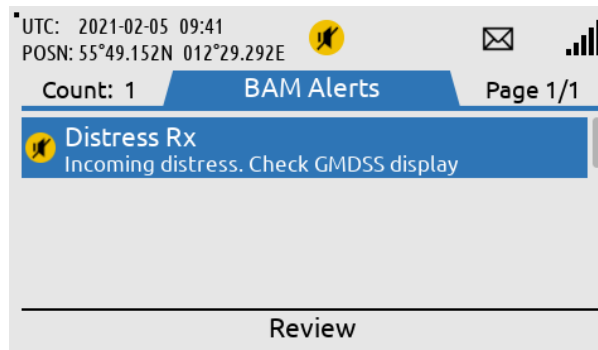 UTC: 2021-02-05 09:41
POSN: 55°49.152N 012°29.292E
Count: 1 BAM Alerts Page 1/1
Distress Rx
Incoming distress. Check GMDSS display
Review